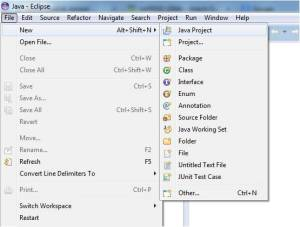 Java - Eclipse
File Edit Source Refactor Navigate Search Project Run Window Help
New Alt+Shift+N
Open File...
Close Ctrl+W
Close All Ctrl+Shift+W
Save Ctrl+S
Save As...
Save All Ctrl+Shift+S
Revert
Move...
Rename... F2
Refresh F5
Convert Line Delimiters To
Print... Ctrl+P
Switch Workspace
Restart
Java Project
Project...
Package
Class
Interface
Enum
Annotation
Source Folder
Java Working Set
Folder
File
Untitled Text File
JUnit Test Case
Other... Ctrl+N